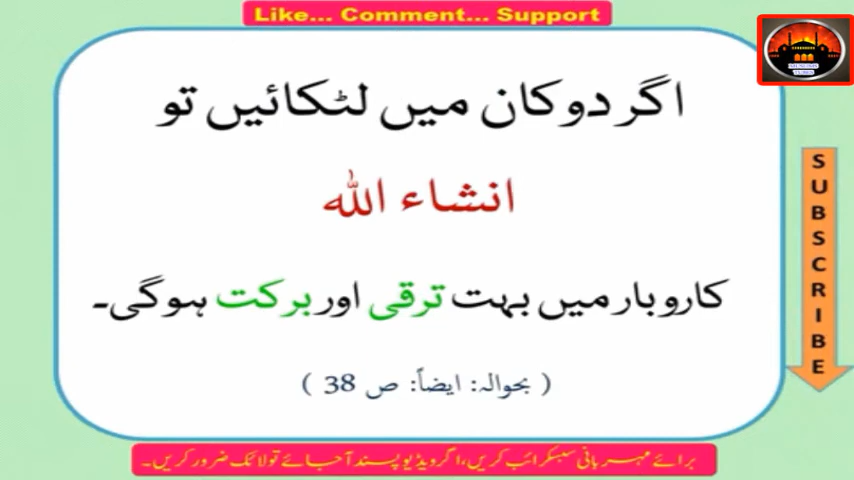 Like... Comment... Support
اگر دوکان میں لٹکائیں تو
انشاء اللہ
کاروبار میں بہت ترقی اور برکت ہوگی۔
( بحوالہ: ایضاً: ص 38 )
SUBSCRIBE
برائے مہربانی سبسکرائب کریں، اگر ویڈیو پسند آجائے تو لائک ضرور کریں۔